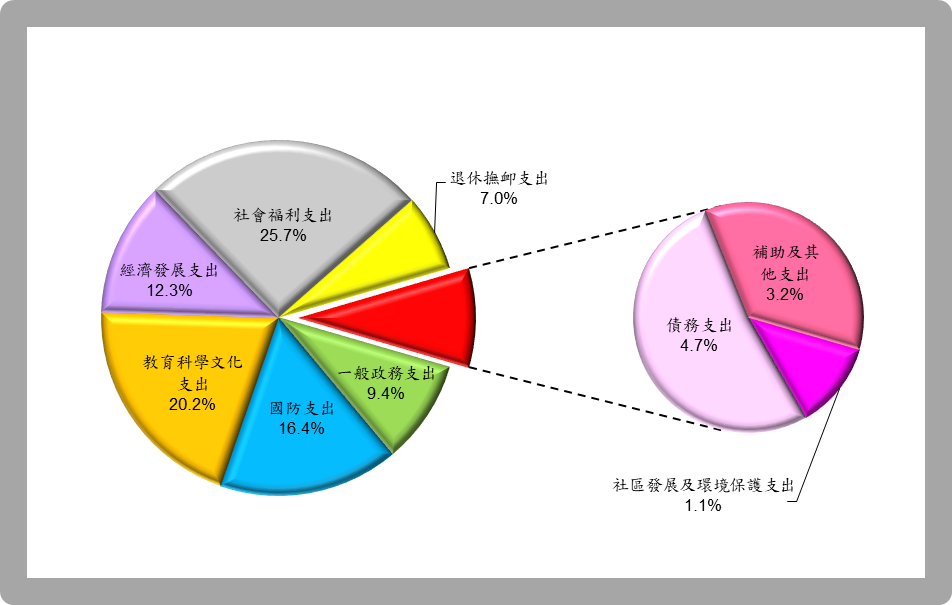 退休撫卹支出
7.0%
社會福利支出
25.7%
經濟發展支出
12.3%
教育科學文化
支出
20.2%
國防支出
16.4%
一般政務支出
9.4%
補助及其
他支出
3.2%
債務支出
4.7%
社區發展及環境保護支出
1.1%